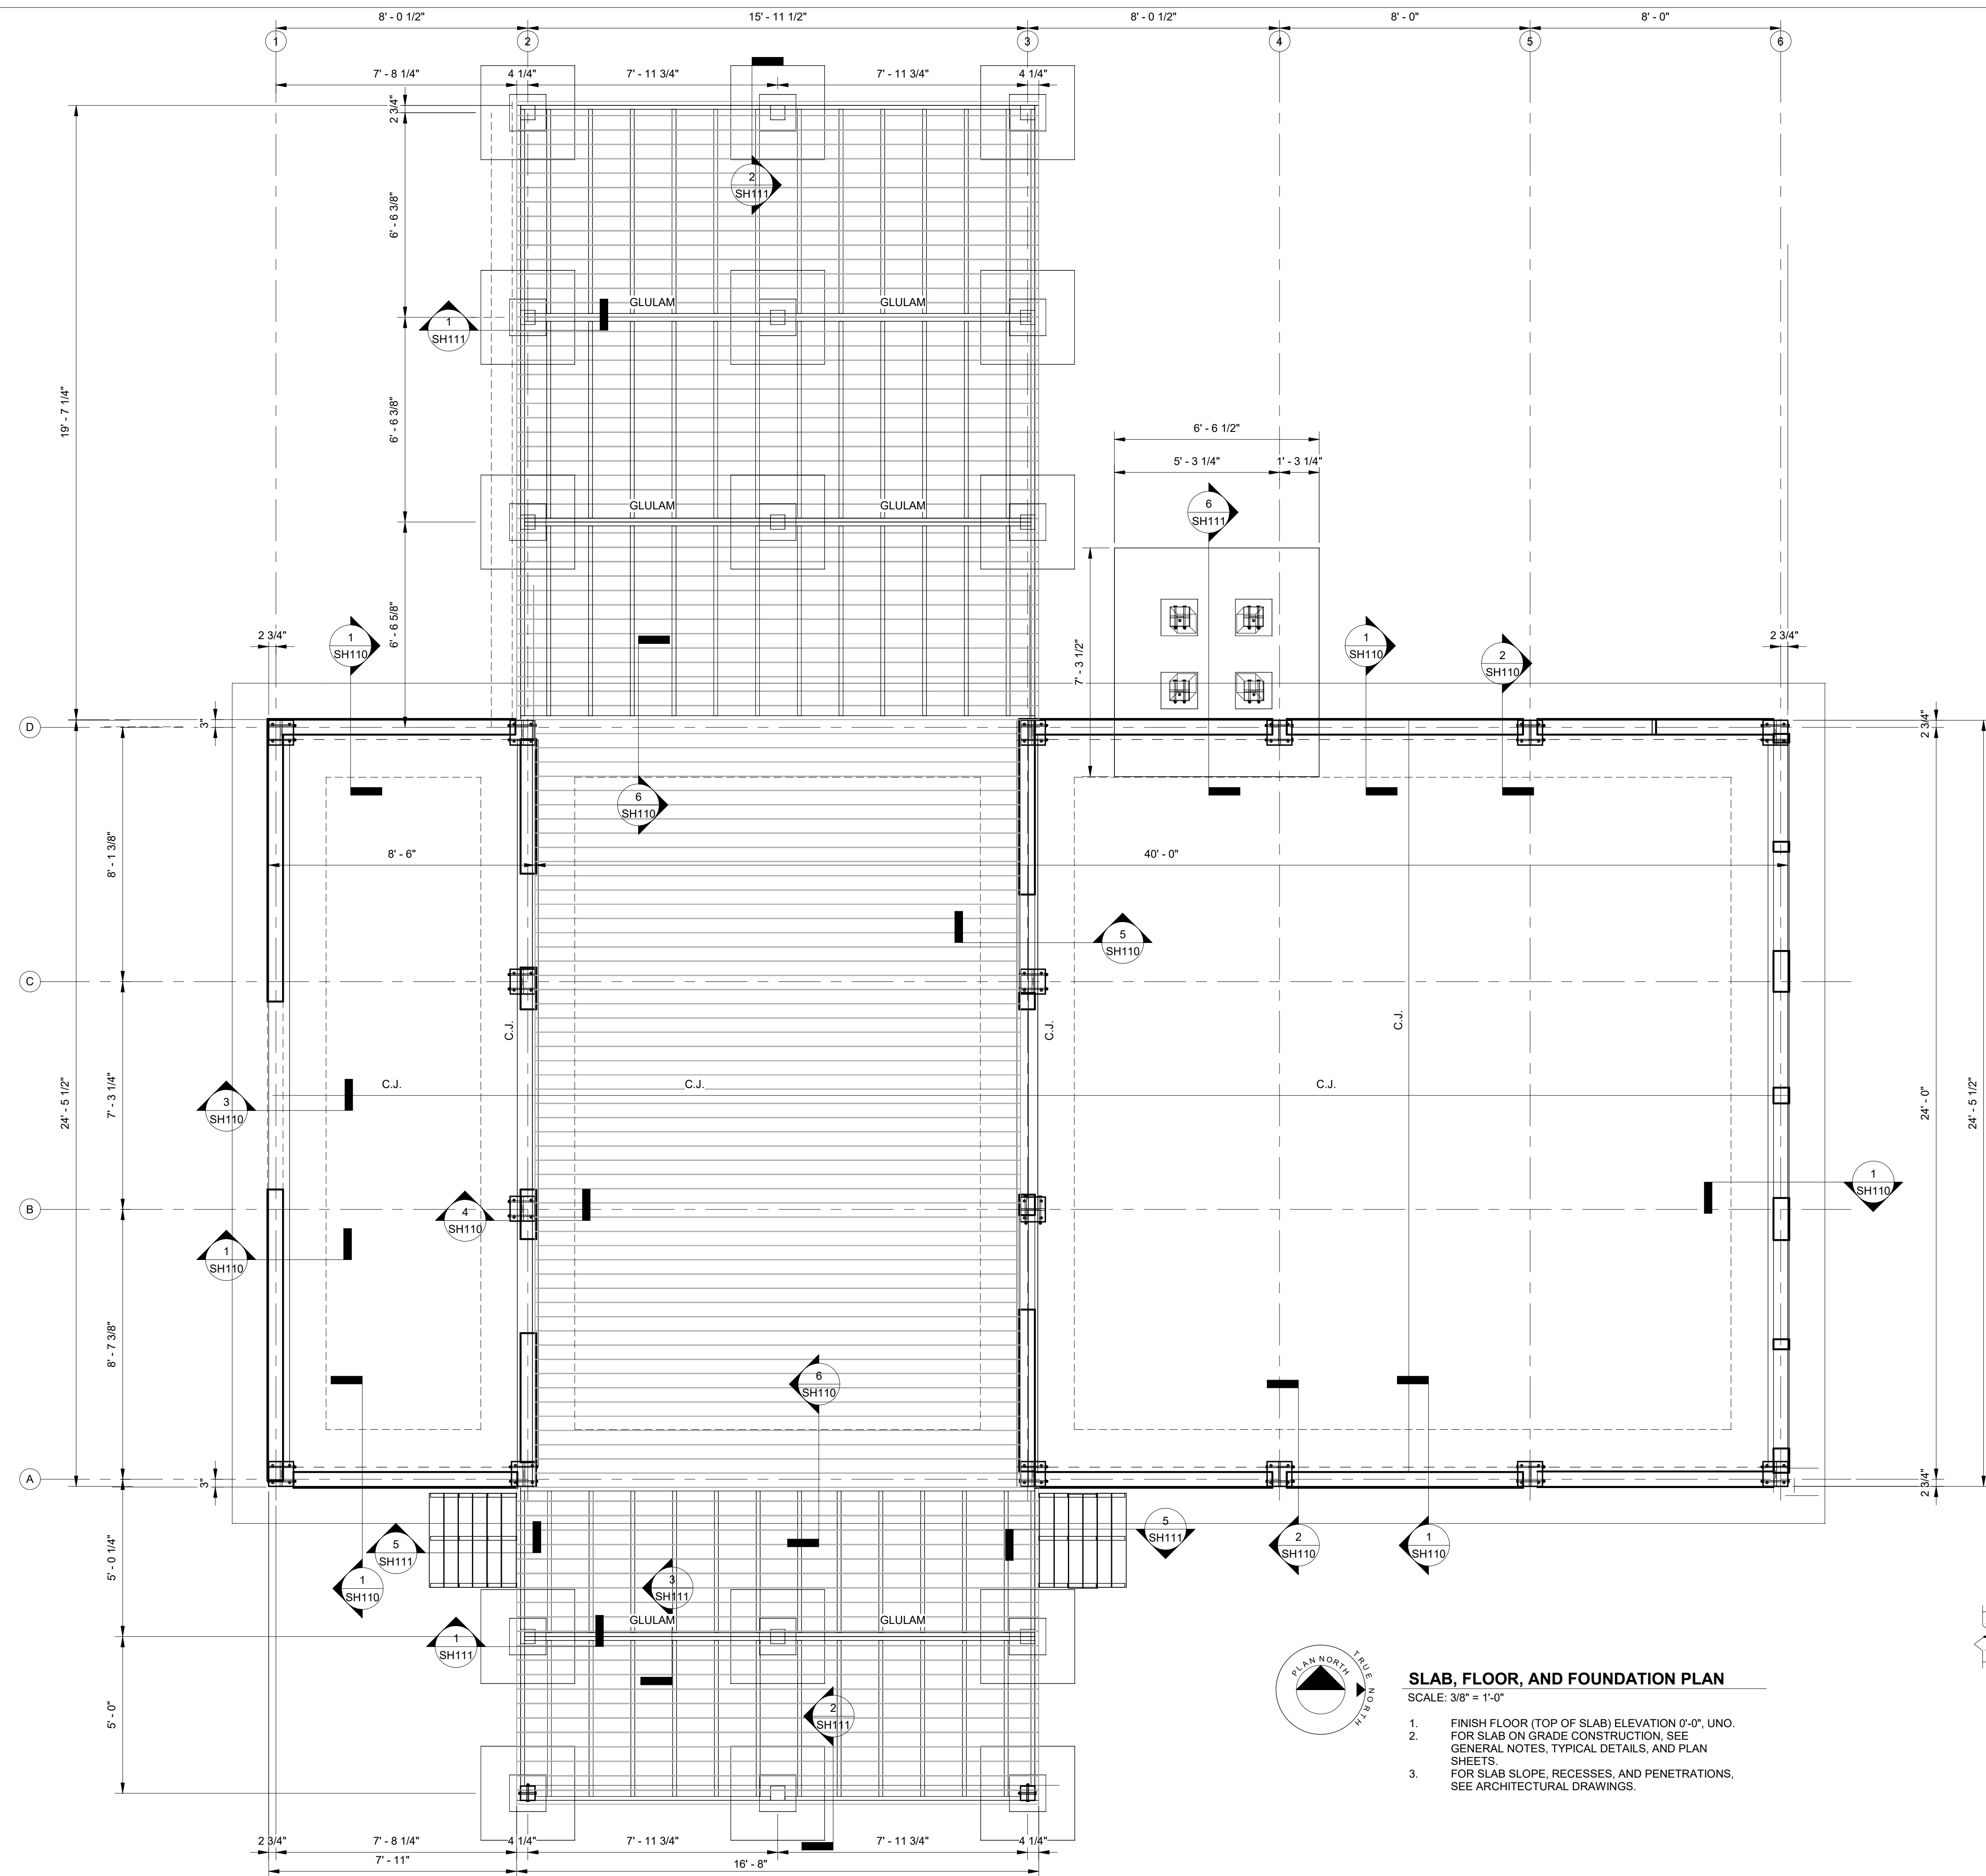 8' - 0 1/2"
15' - 11 1/2"
8' - 0 1/2"
8' - 0"
8' - 0"
1
2
3
4
5
6
7' - 8 1/4"
4 1/4"
7' - 11 3/4"
7' - 11 3/4"
4 1/4"
2 3/4"
2
SH111
6' - 6 3/8"
GLULAM
GLULAM
1
SH111
19' - 7 1/4"
6' - 6 3/8"
6' - 6 1/2"
5' - 3 1/4"
1' - 3 1/4"
GLULAM
GLULAM
6
SH111
6' - 6 5/8"
2 3/4"
1
SH110
7' - 3 1/2"
1
SH110
2
SH110
2 3/4"
D
3"
2 3/4"
6
SH110
8' - 1 3/8"
8' - 6"
40' - 0"
5
SH110
C
C.J.
C.J.
C.J.
C.J.
C.J.
C.J.
24' - 5 1/2"
7' - 3 1/4"
3
SH110
24' - 0"
24' - 5 1/2"
1
SH110
B
4
SH110
1
SH110
8' - 7 3/8"
6
SH110
A
3"
2 3/4"
5' - 0 1/4"
5
SH111
5
SH111
2
SH110
1
SH110
1
SH110
3
SH111
GLULAM
GLULAM
1
SH111
5' - 0"
2
SH111
PLAN NORTH
TRUE NORTH
SLAB, FLOOR, AND FOUNDATION PLAN
SCALE: 3/8" = 1'-0"
1. FINISH FLOOR (TOP OF SLAB) ELEVATION 0'-0", UNO.
2. FOR SLAB ON GRADE CONSTRUCTION, SEE
GENERAL NOTES, TYPICAL DETAILS, AND PLAN
SHEETS.
3. FOR SLAB SLOPE, RECESSES, AND PENETRATIONS,
SEE ARCHITECTURAL DRAWINGS.
2 3/4"
7' - 8 1/4"
4 1/4"
7' - 11 3/4"
7' - 11 3/4"
4 1/4"
7' - 11"
16' - 8"